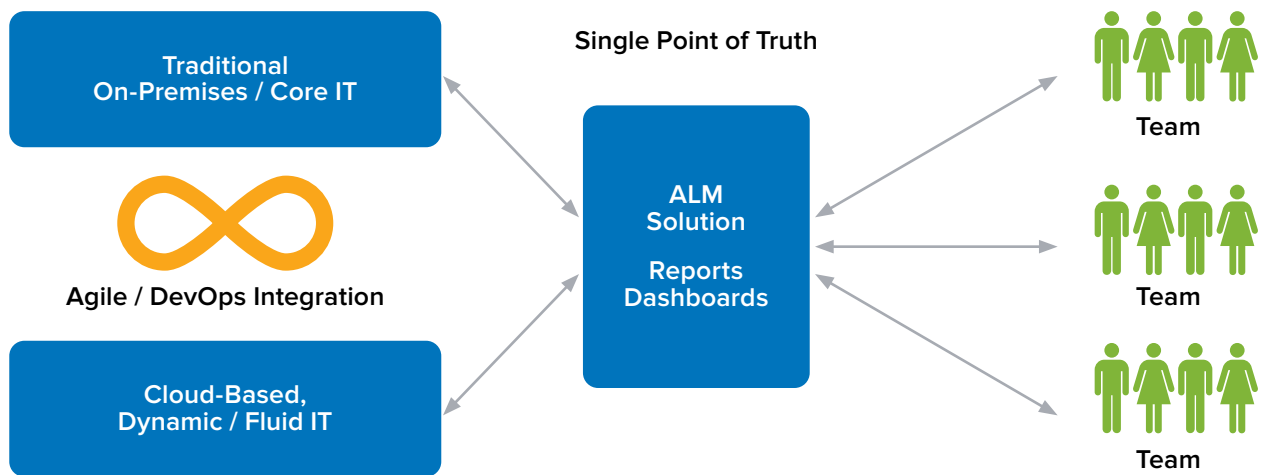 Traditional
On-Premises / Core IT
Agile / DevOps Integration
Cloud-Based,
Dynamic / Fluid IT
Single Point of Truth
ALM
Solution
Reports
Dashboards
Team
Team
Team